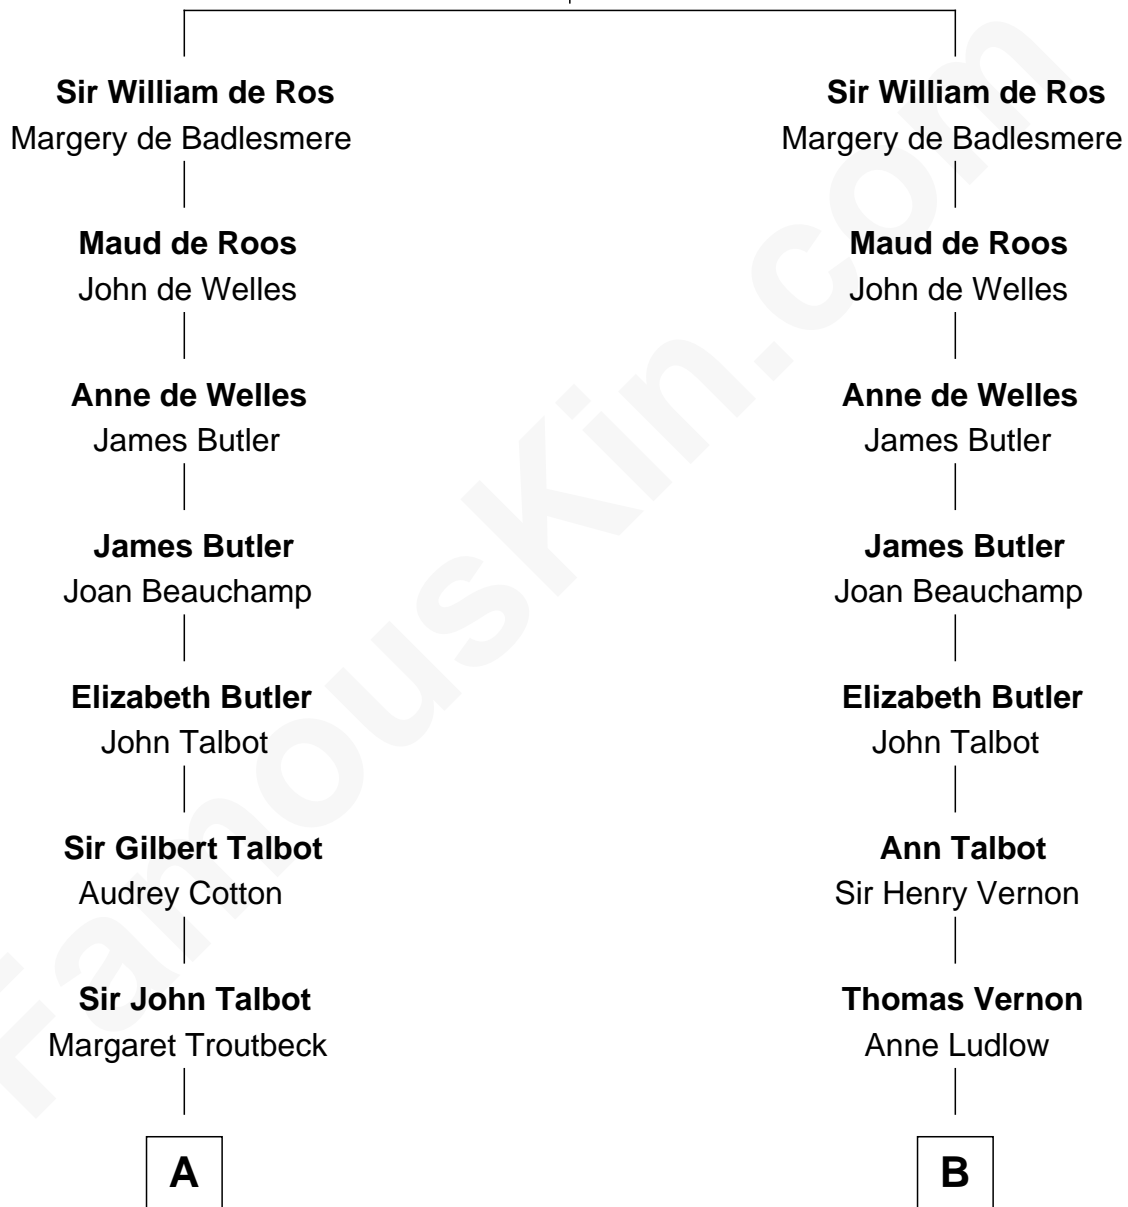 Sir William de Ros
Margery de Badlesmere
Maud de Roos
John de Welles
Anne de Welles
James Butler
James Butler
Joan Beauchamp
Elizabeth Butler
John Talbot
Sir Gilbert Talbot
Audrey Cotton
Sir John Talbot
Margaret Troutbeck
A
Sir William de Ros
Margery de Badlesmere
Maud de Roos
John de Welles
Anne de Welles
James Butler
James Butler
Joan Beauchamp
Elizabeth Butler
John Talbot
Ann Talbot
Sir Henry Vernon
Thomas Vernon
Anne Ludlow
B
FamousKin.com